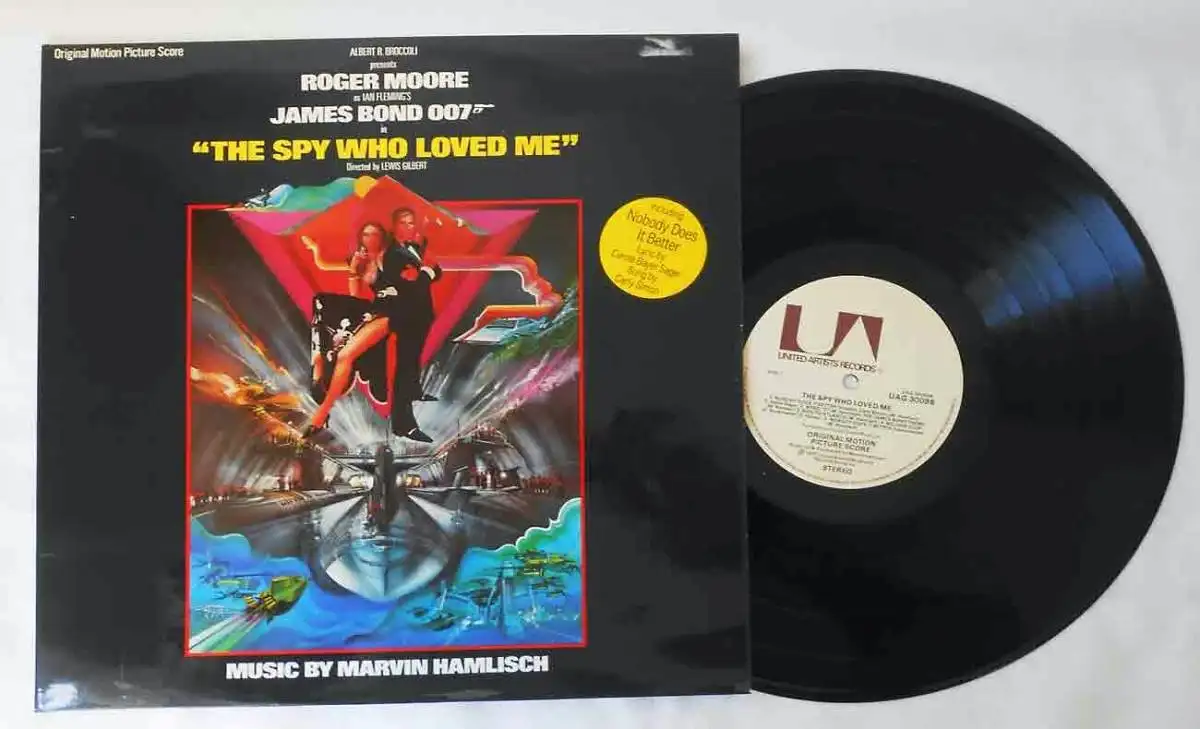 Original Motion Picture Score
ALBERT R. BROCCOLI
presents
ROGER MOORE
as IAN FLEMING'S
JAMES BOND 007
in
"THE SPY WHO LOVED ME"
Directed by LEWIS GILBERT
including
Nobody Does
It Better
Lyric by
Carole Bayer Sager
Sung by
Carly Simon
MUSIC BY MARVIN HAMLISCH
UA
UNITED ARTISTS RECORDS
UAG 30098
THE SPY WHO LOVED ME
ORIGINAL MOTION
PICTURE SCORE
STEREO